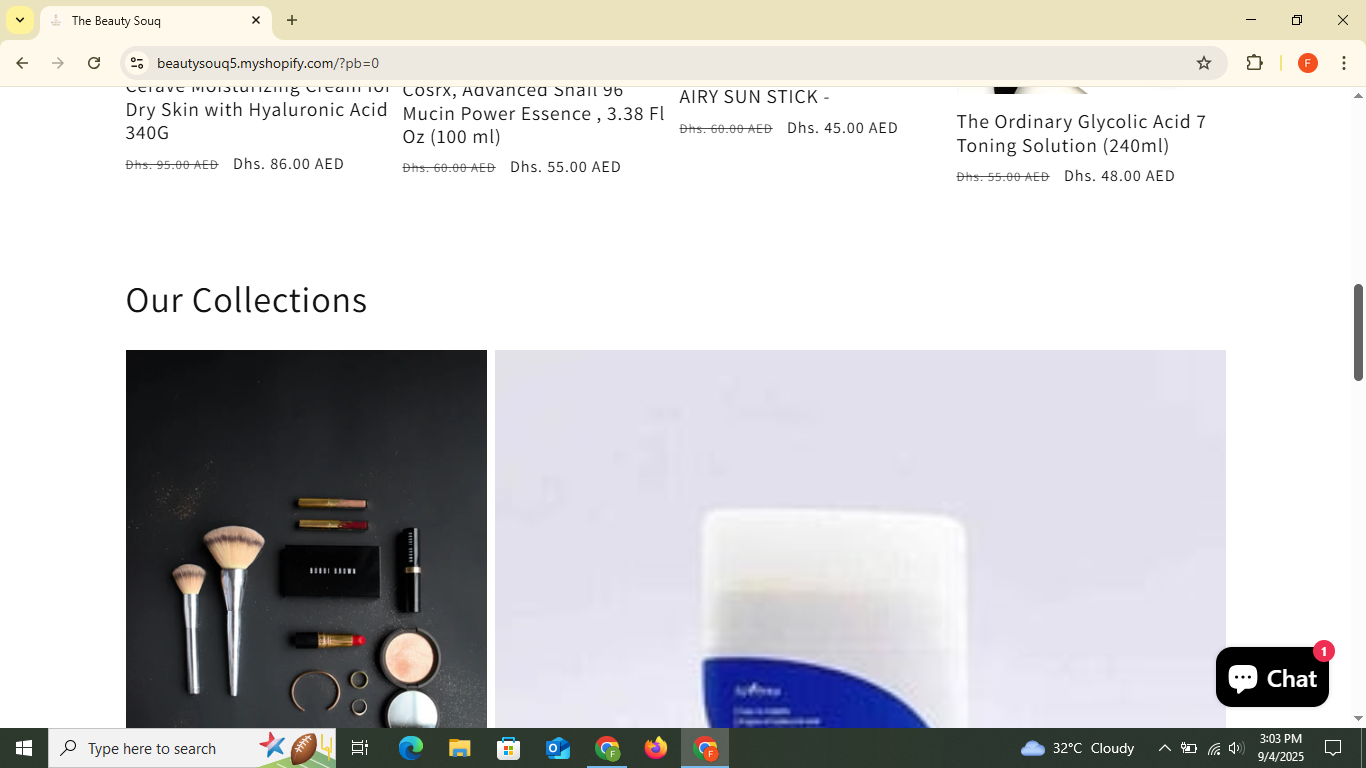 The Beauty Souq
beautysouq5.myshopify.com/?pb=0
F
Cerave Moisturizing Cream for
Dry Skin with Hyaluronic Acid
340G
Dhs. 95.00 AED Dhs. 86.00 AED
Cosrx, Advanced Snail 96
Mucin Power Essence , 3.38 Fl
Oz (100 ml)
Dhs. 60.00 AED Dhs. 55.00 AED
AIRY SUN STICK -
Dhs. 60.00 AED Dhs. 45.00 AED
The Ordinary Glycolic Acid 7
Toning Solution (240ml)
Dhs. 55.00 AED Dhs. 48.00 AED
Our Collections
BOBBI BROWN
1
Chat
Type here to search
F
F
32°C Cloudy
3:03 PM
9/4/2025